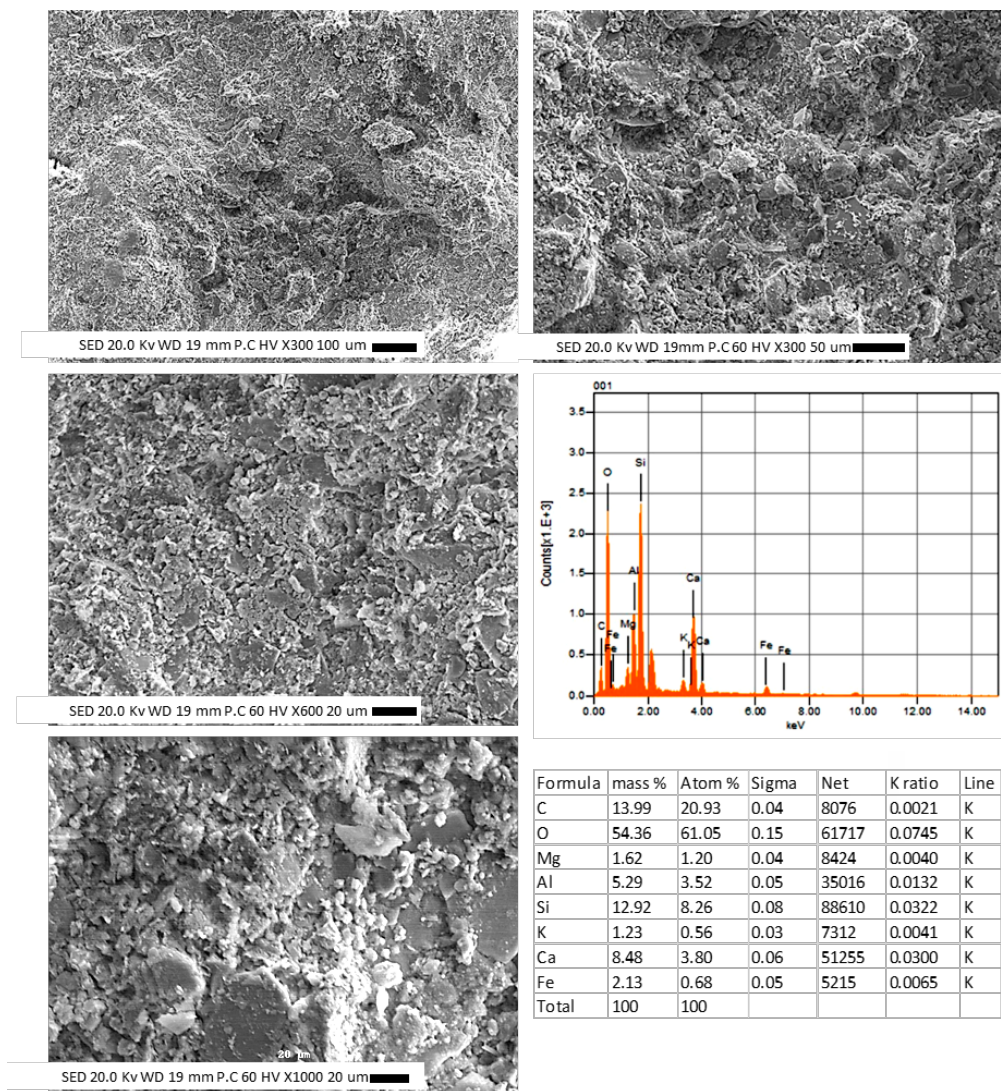 SED 20.0 Kv WD 19 mm P.C HV X300 100 um
SED 20.0 Kv WD 19mm P.C 60 HV X300 50 um
SED 20.0 Kv WD 19 mm P.C 60 HV X600 20 um
001
Counts[x1.E+3]
3.5
3.0
2.5
2.0
1.5
1.0
0.5
0.0
O
Si
Al
Ca
C
Fe
Fe
Mg
K
K
Ca
Fe
Fe
0.00 2.00 4.00 6.00 8.00 10.00 12.00 14.00
keV
20 µm
SED 20.0 Kv WD 19 mm P.C 60 HV X1000 20 um
Formula mass % Atom % Sigma Net K ratio Line
C 13.99 20.93 0.04 8076 0.0021 K
O 54.36 61.05 0.15 61717 0.0745 K
Mg 1.62 1.20 0.04 8424 0.0040 K
Al 5.29 3.52 0.05 35016 0.0132 K
Si 12.92 8.26 0.08 88610 0.0322 K
K 1.23 0.56 0.03 7312 0.0041 K
Ca 8.48 3.80 0.06 51255 0.0300 K
Fe 2.13 0.68 0.05 5215 0.0065 K
Total 100 100